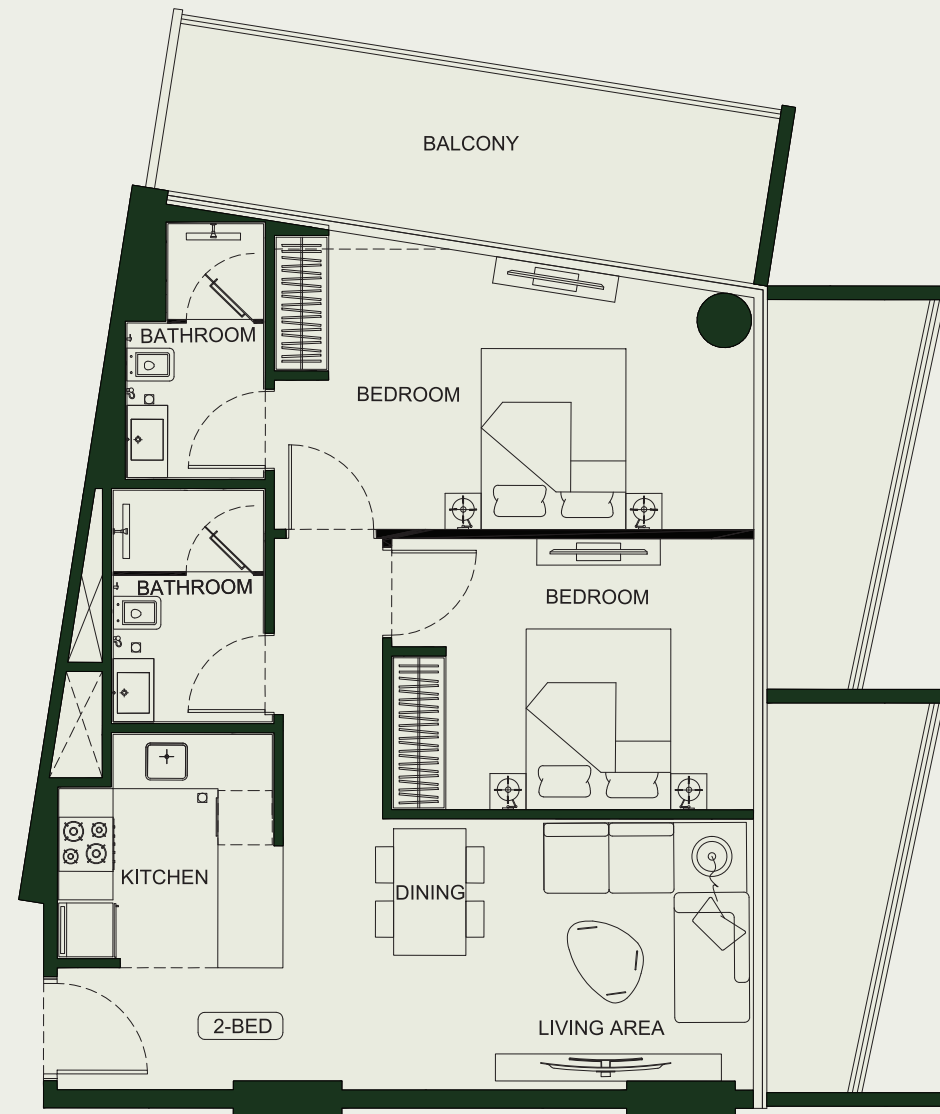 BALCONY
BATHROOM
BEDROOM
BATHROOM
BEDROOM
KITCHEN
DINING
2-BED
LIVING AREA